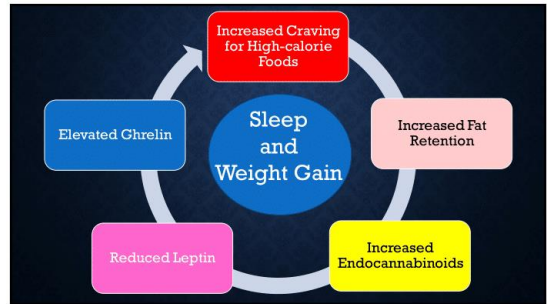 Increased Craving
for High-calorie
Foods
Sleep
and
Weight Gain
Increased Fat
Retention
Increased
Endocannabinoids
Reduced Leptin
Elevated Ghrelin